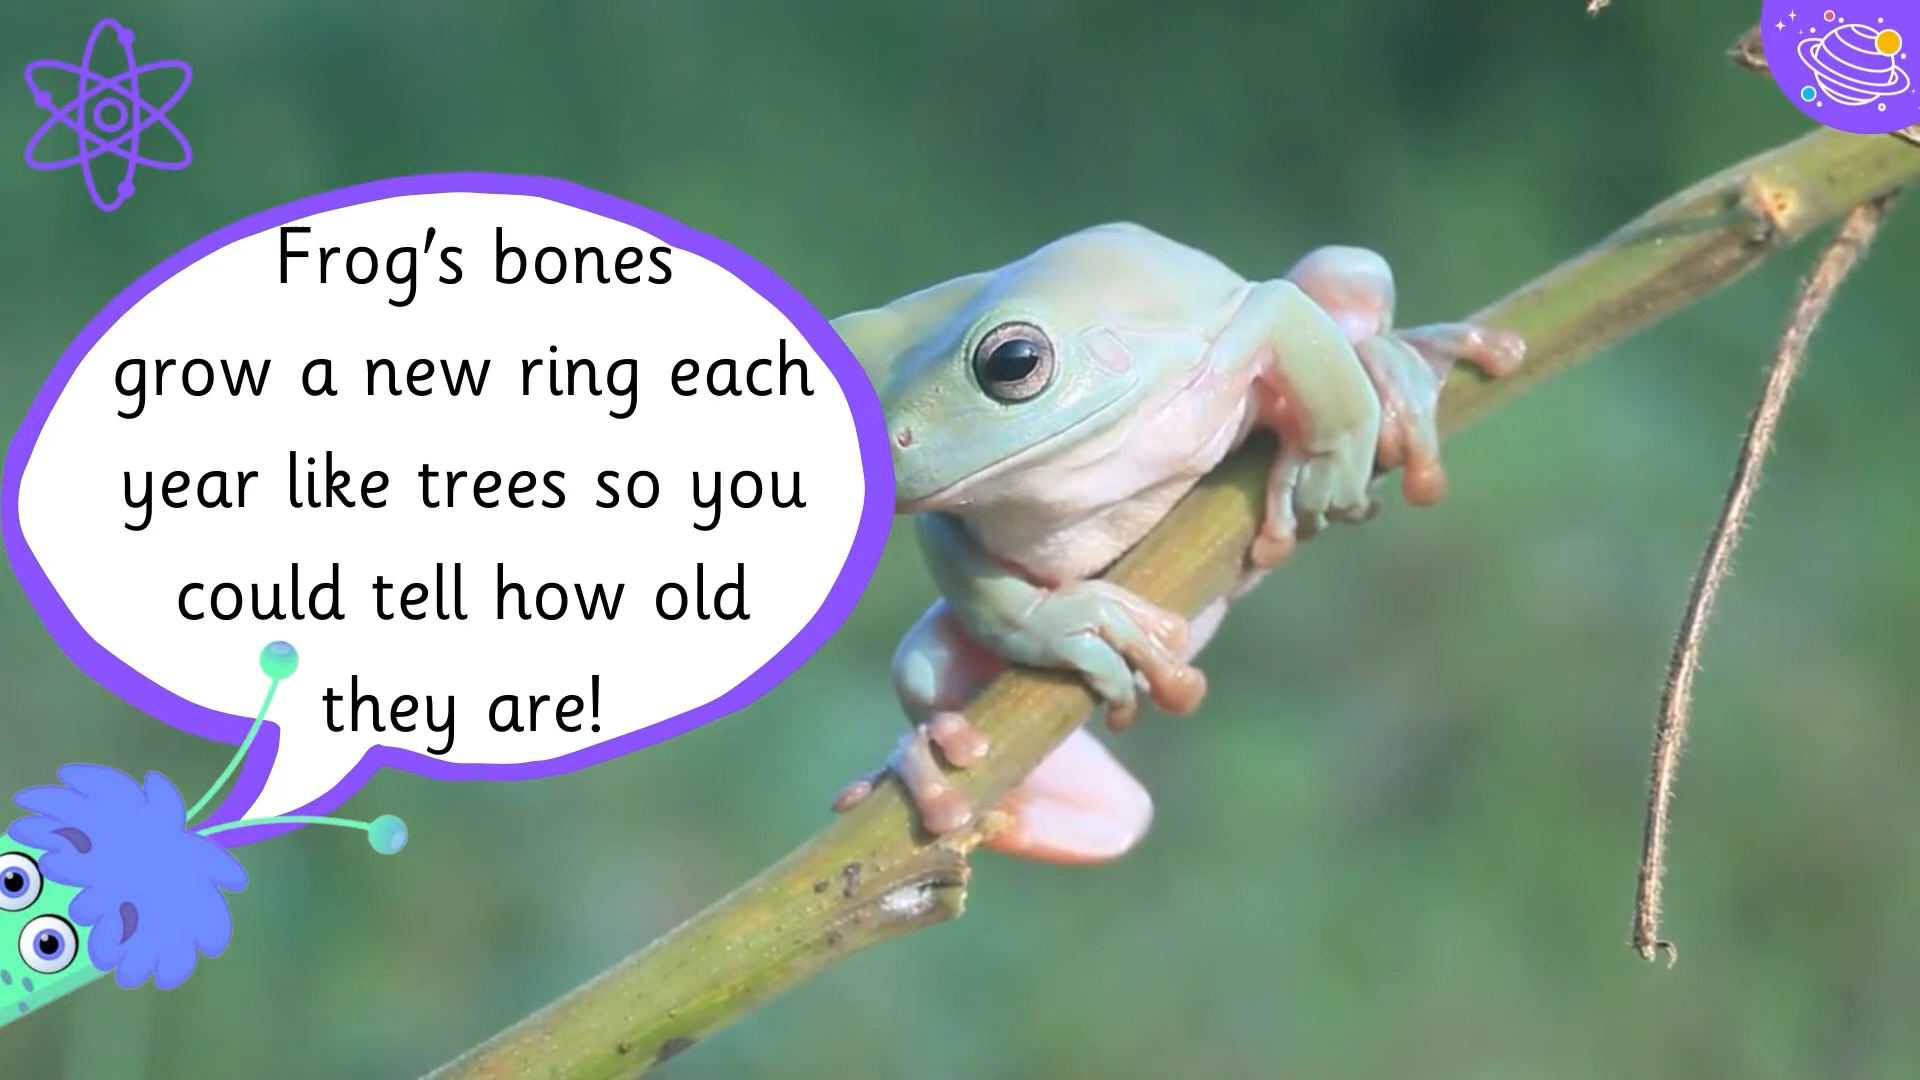 Frog's bones
grow a new ring each
year like trees so you
could tell how old
they are!